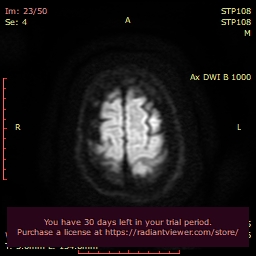 Im: 23/50
Se: 4
STP108
STP108
M
A
Ax DWI B 1000
R
L
You have 30 days left in your trial period.
Purchase a license at https://radiantviewer.com/store/